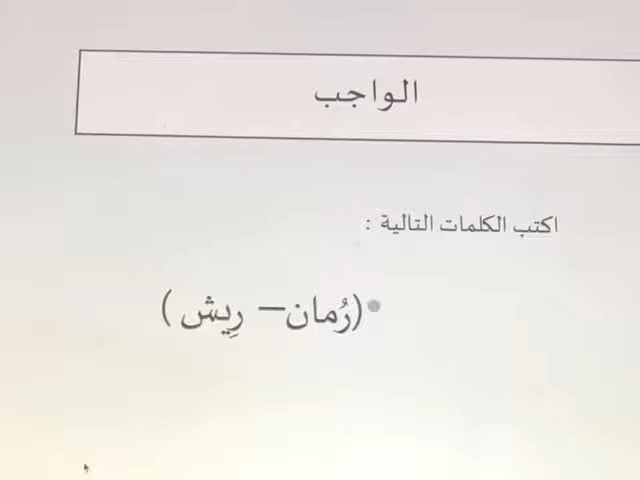 الواجب
اكتب الكلمات التالية :
•(رُمان– رِيش )